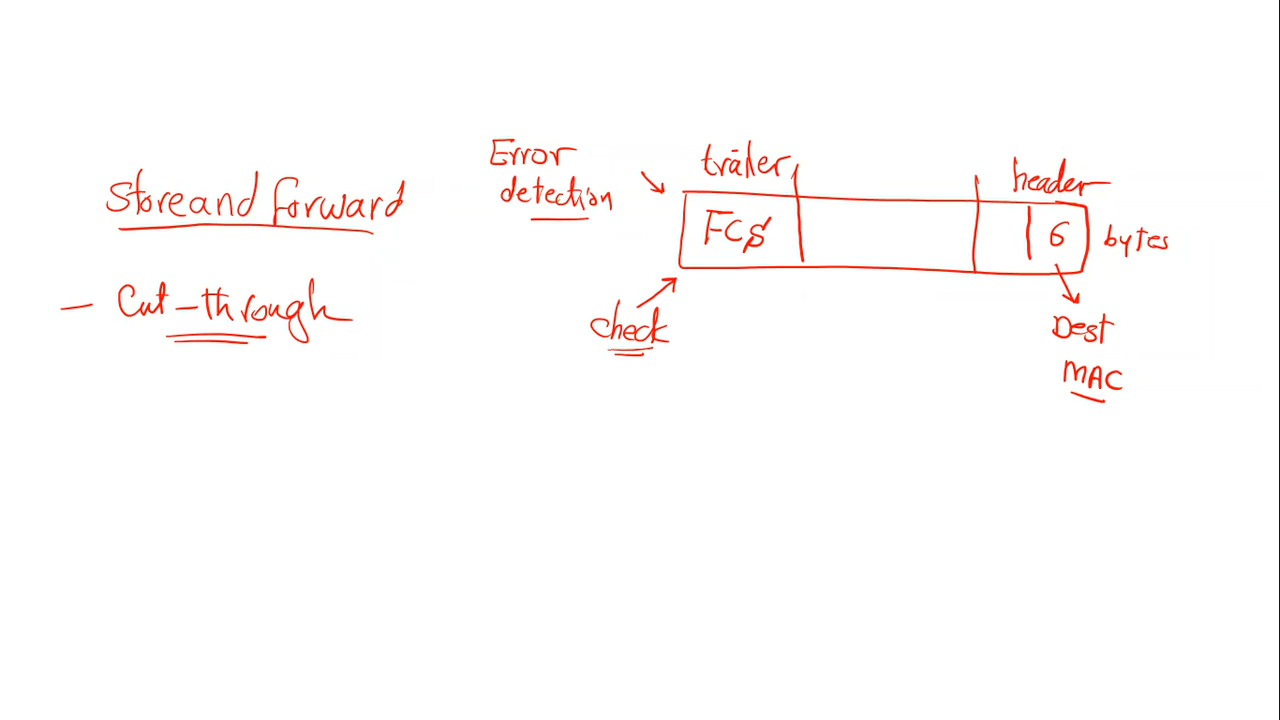 Store and forward
- Cut-through
Error
detection
trailer
header
FCS
6
bytes
check
Dest
MAC